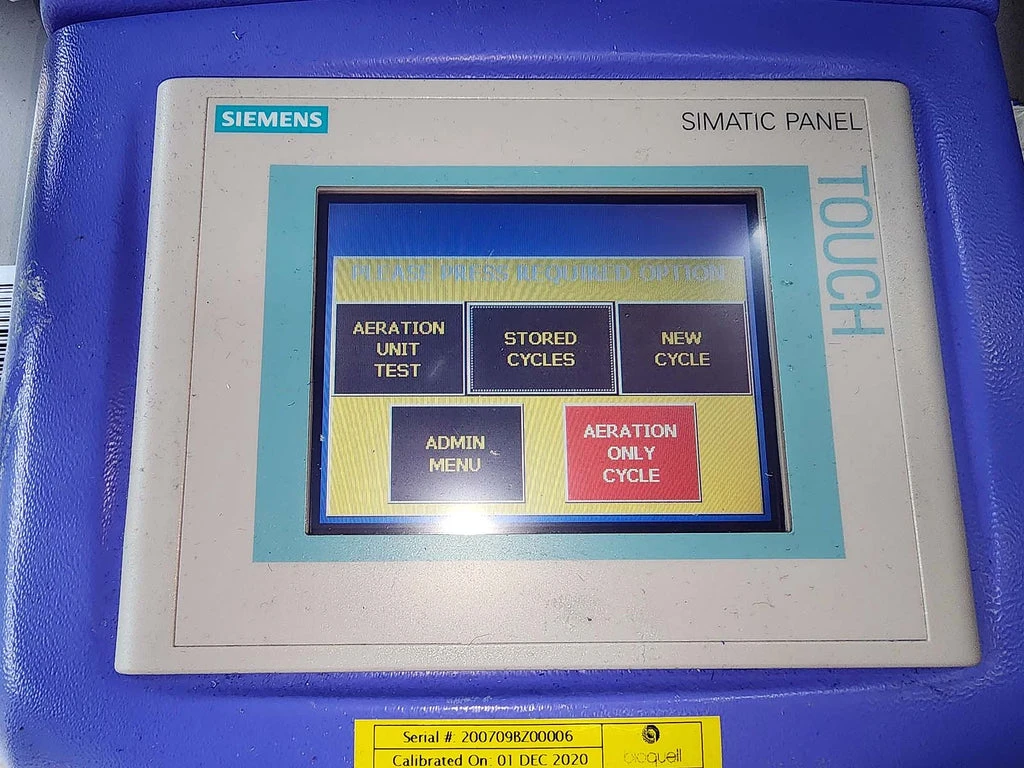 SIEMENS
SIMATIC PANEL
TOUCH
PLEASE PRESS REQUIRED OPTION
AERATION
UNIT
TEST
STORED
CYCLES
NEW
CYCLE
ADMIN
MENU
AERATION
ONLY
CYCLE
Serial #: 200709BZ00006
bioquell
Calibrated On: 01 DEC 2020